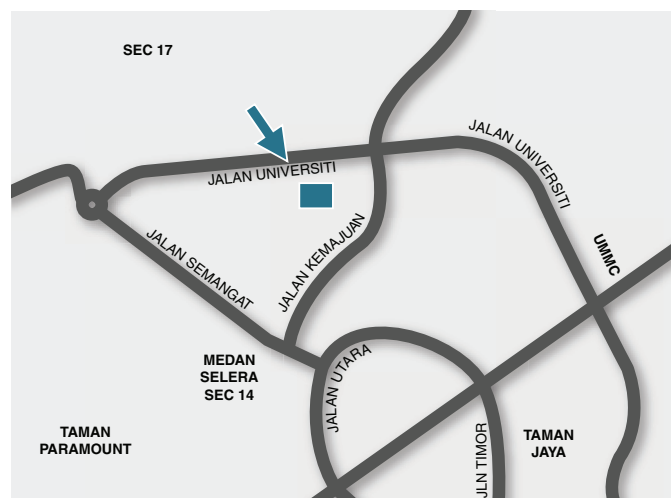 SEC 17
JALAN UNIVERSITI
JALAN UNIVERSITI
JALAN KEMAJUAN
JALAN SEMANGAT
UMMC
MEDAN
SELERA
SEC 14
JALAN UTARA
TAMAN
PARAMOUNT
JLN TIMOR
TAMAN
JAYA